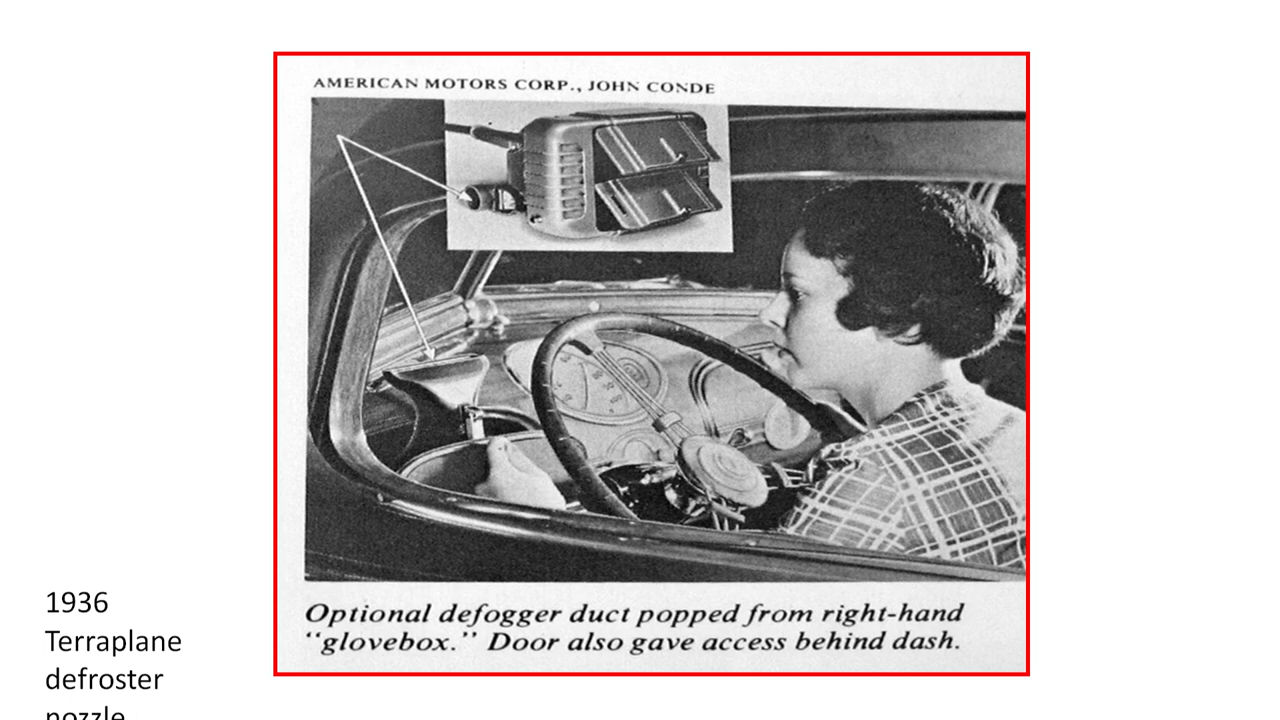 AMERICAN MOTORS CORP., JOHN CONDE
Optional defogger duct popped from right-hand
“glovebox.” Door also gave access behind dash.
1936
Terraplane
defroster
nozzle